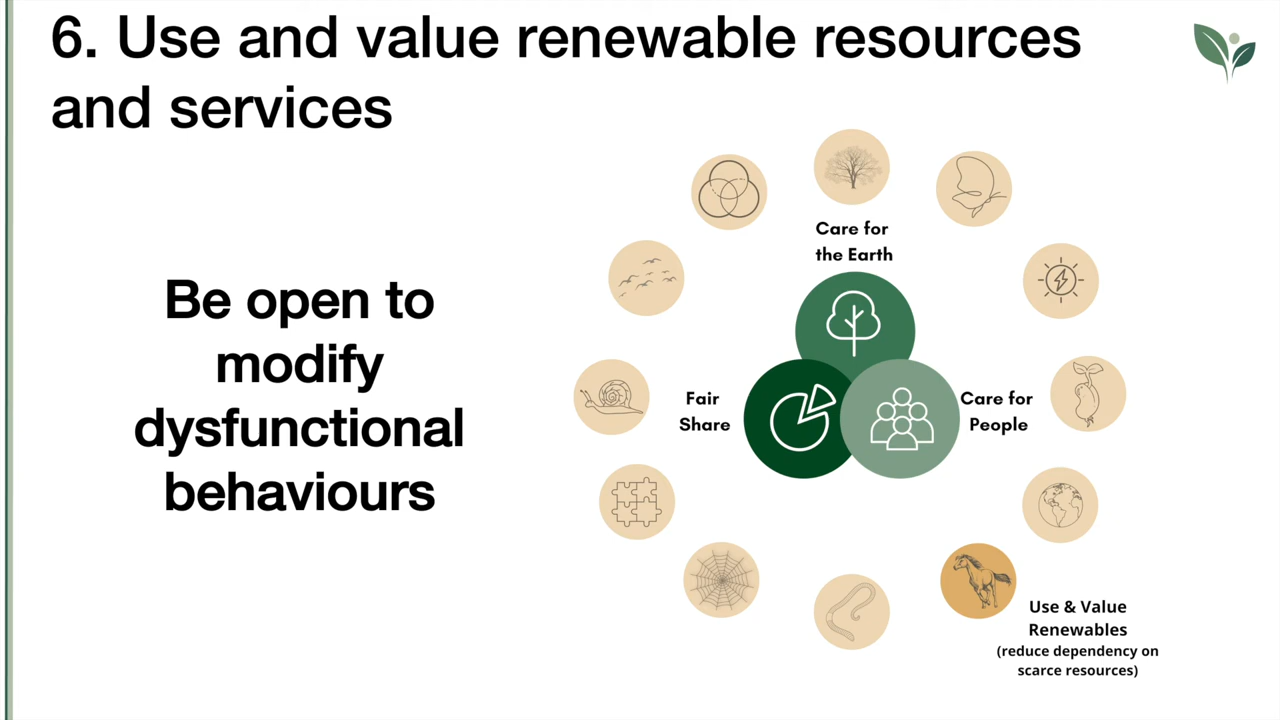 6. Use and value renewable resources
and services
Be open to
modify
dysfunctional
behaviours
Care for
the Earth
Fair
Share
Care for
People
Use & Value
Renewables
(reduce dependency on
scarce resources)